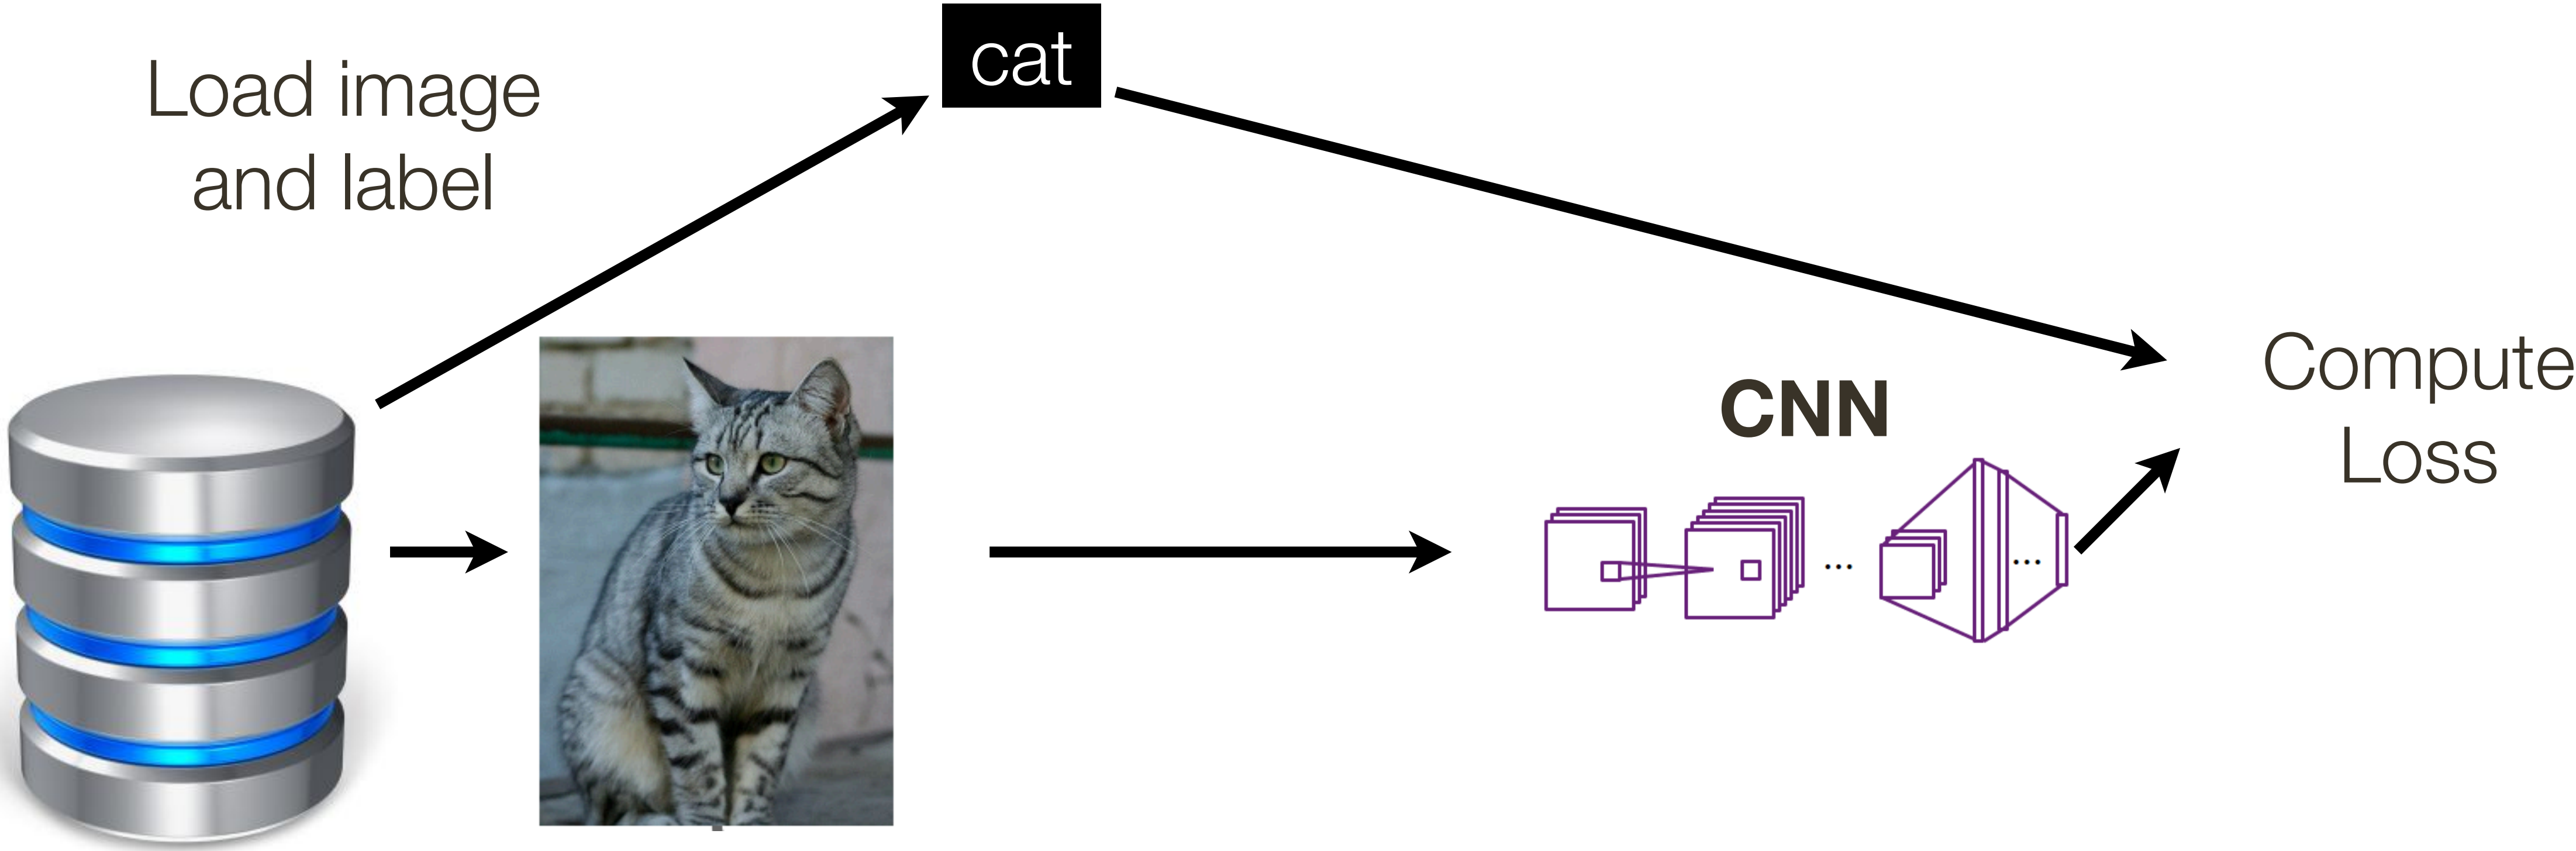 Load image
and label
cat
CNN
...
...
Compute
Loss